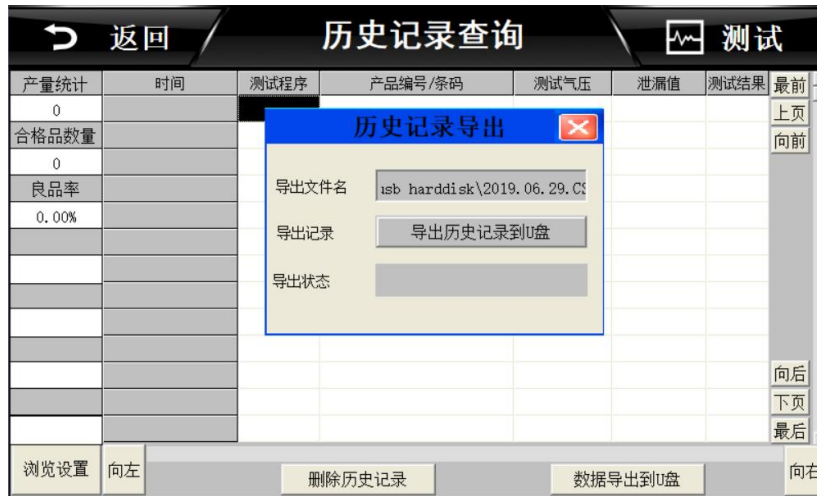 返回
历史记录查询
测试
产量统计 时间 测试程序 产品编号/条码 测试气压 泄漏值 测试结果 最前
0 上页
合格品数量 向前
0
良品率
0.00%
历史记录导出
导出文件名 usb harddisk\2019.06.29.CS
导出记录 导出历史记录到U盘
导出状态
向后
下页
最后
浏览设置 向左 删除历史记录 数据导出到U盘 向右